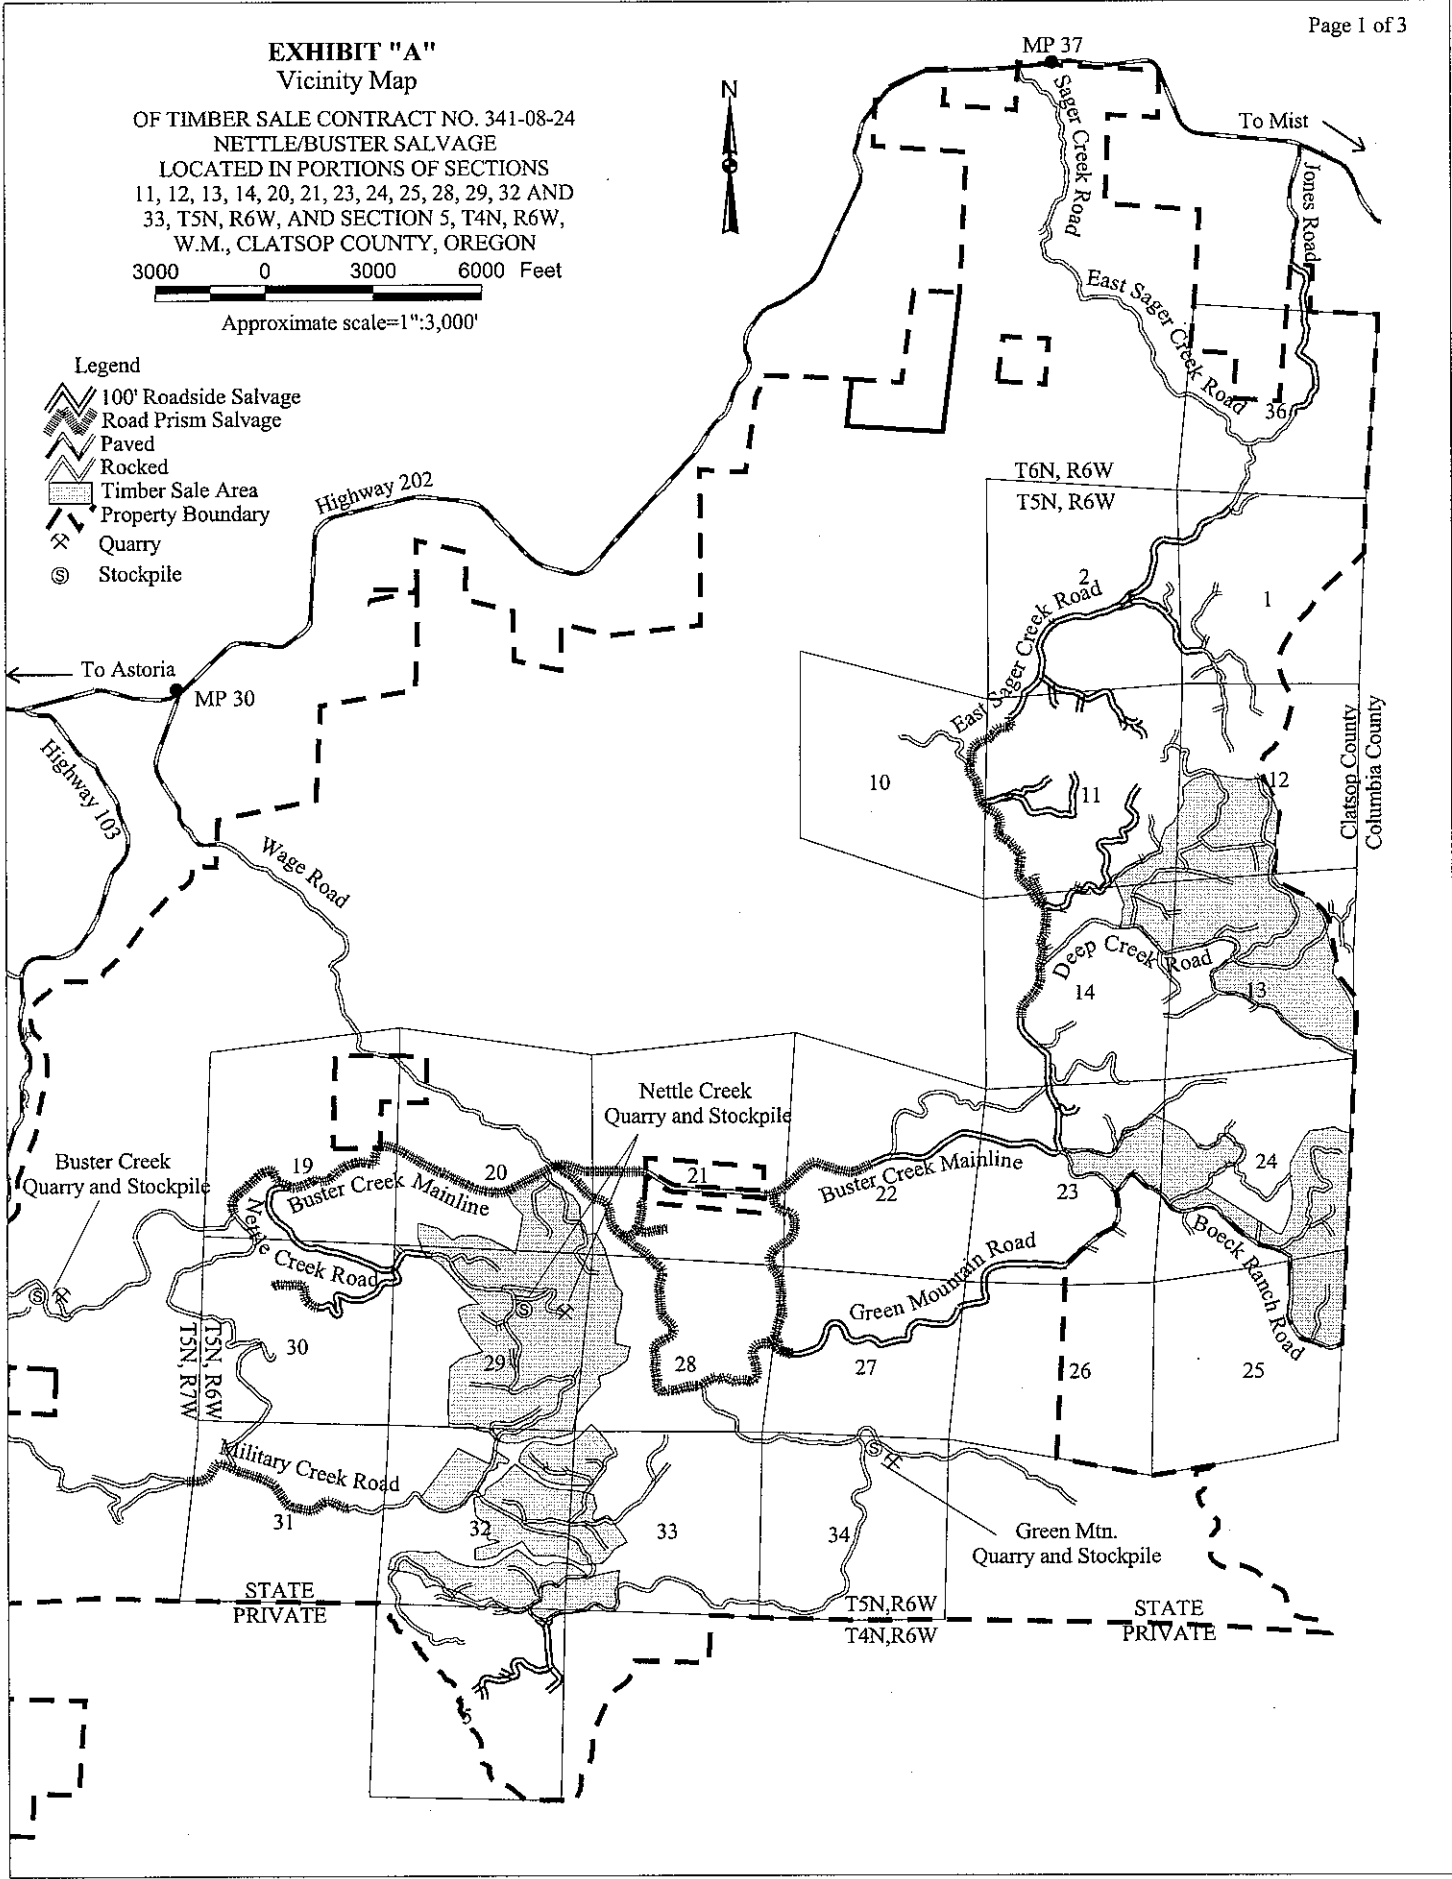 Page 1 of 3
EXHIBIT "A"
Vicinity Map
OF TIMBER SALE CONTRACT NO. 341-08-24
NETTLE/BUSTER SALVAGE
LOCATED IN PORTIONS OF SECTIONS
11, 12, 13, 14, 20, 21, 23, 24, 25, 28, 29, 32 AND
33, T5N, R6W, AND SECTION 5, T4N, R6W,
W.M., CLATSOP COUNTY, OREGON
3000 0 3000 6000 Feet
Approximate scale=1":3,000'
N
Legend
100' Roadside Salvage
Road Prism Salvage
Paved
Rocked
Timber Sale Area
Property Boundary
Quarry
S Stockpile
MP 37
To Mist
Sager Creek Road
Jones Road
East Sager Creek Road
36
T6N, R6W
T5N, R6W
Highway 202
To Astoria
MP 30
Highway 103
Wage Road
2
1
East Sager Creek Road
10
11
12
Clatsop County
Columbia County
Deep Creek Road
14
13
Nettle Creek
Quarry and Stockpile
Buster Creek
Quarry and Stockpile
19
20
21
22
23
24
Buster Creek Mainline
Buster Creek Mainline
Nettle Creek Road
Green Mountain Road
Boeck Ranch Road
S
S
T5N, R7W
T5N, R6W
30
29
28
27
26
25
Military Creek Road
S
31
32
33
34
Green Mtn.
Quarry and Stockpile
STATE
PRIVATE
T5N,R6W
T4N,R6W
STATE
PRIVATE
5